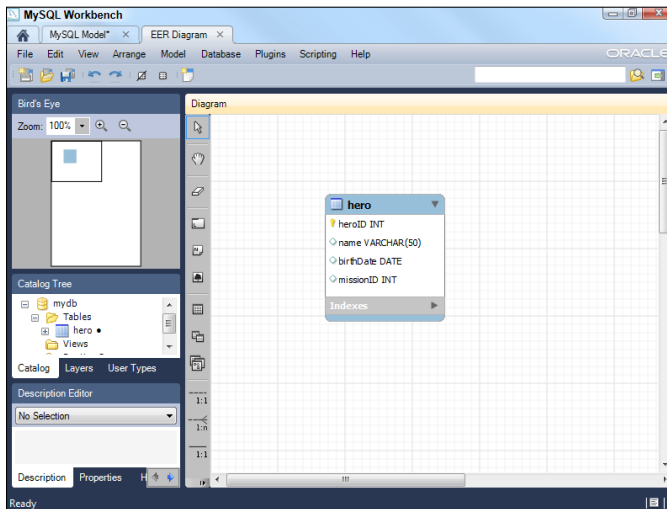 MySQL Workbench
MySQL Model* × EER Diagram ×
File Edit View Arrange Model Database Plugins Scripting Help
ORACLE
Bird's Eye
Zoom: 100%
Diagram
hero
heroID INT
name VARCHAR(50)
birthDate DATE
missionID INT
Indexes
Catalog Tree
mydb
Tables
hero •
Views
Catalog Layers User Types
Description Editor
No Selection
Description Properties H
1:1
1:n
1:1
Ready